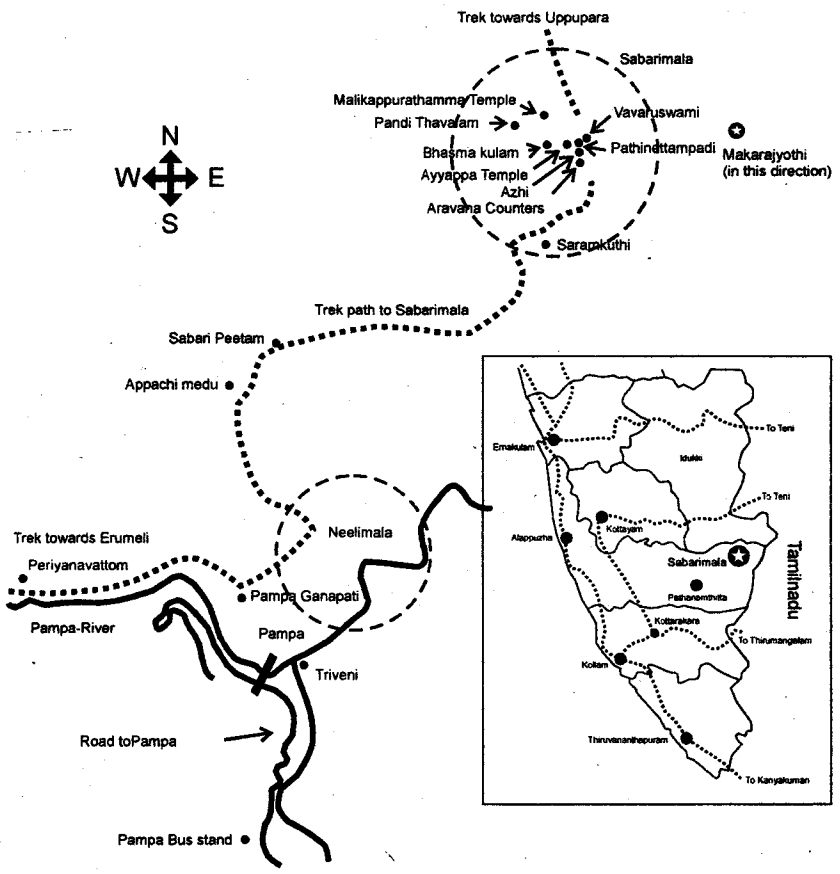 Trek towards Uppupara
Sabarimala
Malikappurathamma Temple
Pandi Thavalam
Vavaruswami
Bhasma kulam
Pathinettampadi
Ayyappa Temple
Azhi
Aravana Counters
Makarajyothi
(in this direction)
N
W E
S
Saramkuthi
Trek path to Sabarimala
Sabari Peetam
Appachi medu
Neelimala
Trek towards Erumeli
Periyanavattom
Pampa Ganapati
Pampa-River
Pampa
Triveni
Road toPampa
Pampa Bus stand
To Teni
Ernakulam
Idukki
To Teni
Kottayam
Alappuzha
Sabarimala
Tamilnadu
Pathanamthitta
Kottarakara
To Thirumangalam
Kollam
Thiruvananthapuram
To Kanyakumari